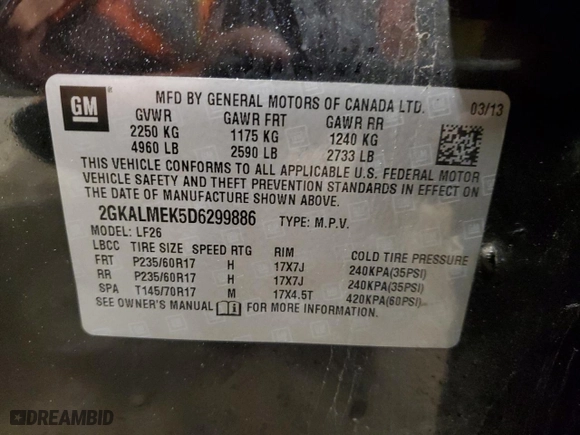 GM
MFD BY GENERAL MOTORS OF CANADA LTD. 03/13
GVWR GAWR FRT GAWR RR
2250 KG 1175 KG 1240 KG
4960 LB 2590 LB 2733 LB
THIS VEHICLE CONFORMS TO ALL APPLICABLE U.S. FEDERAL MOTOR
VEHICLE SAFETY AND THEFT PREVENTION STANDARDS IN EFFECT ON
THE DATE OF MANUFACTURE SHOWN ABOVE.
2GKALMEK5D6299886 TYPE: M.P.V.
MODEL: LF26
LBCC TIRE SIZE SPEED RTG RIM COLD TIRE PRESSURE
FRT P235/60R17 H 17X7J 240KPA(35PSI)
RR P235/60R17 H 17X7J 240KPA(35PSI)
SPA T145/70R17 M 17X4.5T 420KPA(60PSI)
SEE OWNER'S MANUAL FOR MORE INFORMATION.
DREAMBID